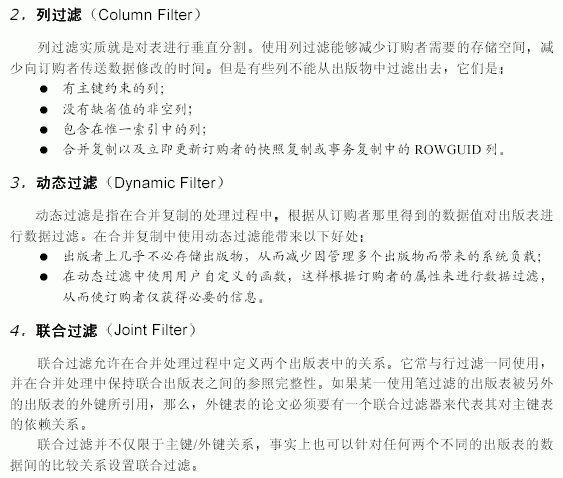 2．列过滤（Column Filter）
列过滤实质就是对表进行垂直分割。使用列过滤能够减少订购者需要的存储空间，减
少向订购者传送数据修改的时间。但是有些列不能从出版物中过滤出去，它们是：
● 有主键约束的列；
● 没有缺省值的非空列；
● 包含在惟一索引中的列；
● 合并复制以及立即更新订购者的快照复制或事务复制中的 ROWGUID 列。
3．动态过滤（Dynamic Filter）
动态过滤是指在合并复制的处理过程中，根据从订购者那里得到的数据值对出版表进
行数据过滤。在合并复制中使用动态过滤能带来以下好处：
● 出版者上几乎不必存储出版物，从而减少因管理多个出版物而带来的系统负载；
● 在动态过滤中使用用户自定义的函数，这样根据订购者的属性来进行数据过滤，
从而使订购者仅获得必要的信息。
4．联合过滤（Joint Filter）
联合过滤允许在合并处理过程中定义两个出版表中的关系。它常与行过滤一同使用，
并在合并处理中保持联合出版表之间的参照完整性。如果某一使用笔过滤的出版表被另外
的出版表的外键所引用，那么，外键表的论文必须要有一个联合过滤器来代表其对主键表
的依赖关系。
联合过滤并不仅限于主键/外键关系，事实上也可以针对任何两个不同的出版表的数
据间的比较关系设置联合过滤。